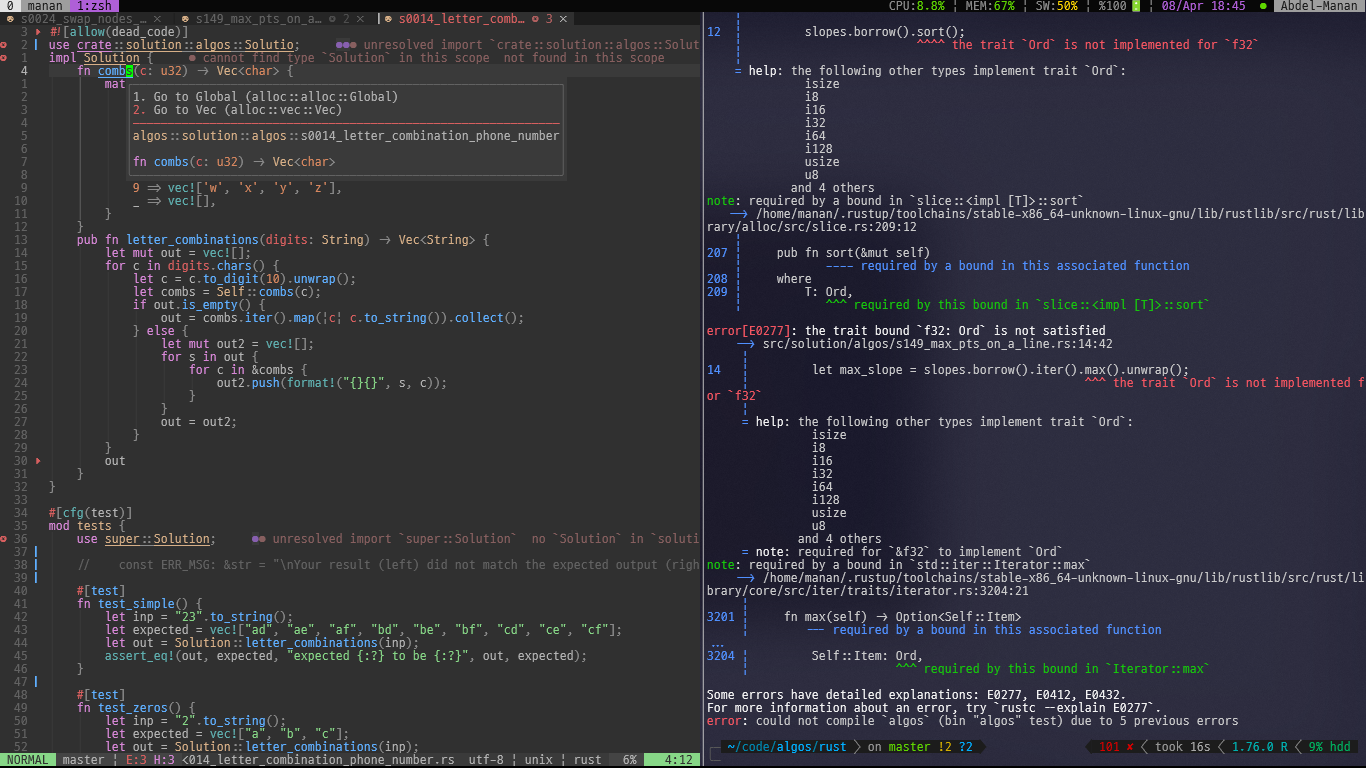 0 manan 1:zsh CPU:8.8% ¦ MEM:67% ¦ SW:50% ¦ %100 ¦ 08/Apr 18:45 ● Abdel-Manan
s0024_swap_nodes_… × s149_max_pts_on_a… 2 × s0014_letter_comb… 3 ×
3 #![allow(dead_code)]
2 use crate::solution::algos::Solutio; unresolved import `crate::solution::algos::Solut
1 impl Solution { cannot find type `Solution` in this scope not found in this scope
4 fn combs(c: u32) → Vec<char> {
1 mat
2 1. Go to Global (alloc::alloc::Global)
3 2. Go to Vec (alloc::vec::Vec)
4
5 algos::solution::algos::s0014_letter_combination_phone_number
6
7 fn combs(c: u32) → Vec<char>
8
9 9 ⇒ vec!['w', 'x', 'y', 'z'],
10 _ ⇒ vec![],
11 }
12 }
13 pub fn letter_combinations(digits: String) → Vec<String> {
14 let mut out = vec![];
15 for c in digits.chars() {
16 let c = c.to_digit(10).unwrap();
17 let combs = Self::combs(c);
18 if out.is_empty() {
19 out = combs.iter().map(|c| c.to_string()).collect();
20 } else {
21 let mut out2 = vec![];
22 for s in out {
23 for c in &combs {
24 out2.push(format!("{}{}", s, c));
25 }
26 }
27 out = out2;
28 }
29 }
30 out
31 }
32 }
33
34 #[cfg(test)]
35 mod tests {
36 use super::Solution; unresolved import `super::Solution` no `Solution` in `soluti
37
38 // const ERR_MSG: &str = "\nYour result (left) did not match the expected output (righ
39
40 #[test]
41 fn test_simple() {
42 let inp = "23".to_string();
43 let expected = vec!["ad", "ae", "af", "bd", "be", "bf", "cd", "ce", "cf"];
44 let out = Solution::letter_combinations(inp);
45 assert_eq!(out, expected, "expected {:?} to be {:?}", out, expected);
46 }
47
48 #[test]
49 fn test_zeros() {
50 let inp = "2".to_string();
51 let expected = vec!["a", "b", "c"];
52 let out = Solution::letter_combinations(inp);
NORMAL master ¦ E:3 H:3 <014_letter_combination_phone_number.rs utf-8 ¦ unix ¦ rust 6% 4:12
12 ¦ slopes.borrow().sort();
¦ ^^^^ the trait `Ord` is not implemented for `f32`
¦
= help: the following other types implement trait `Ord`:
isize
i8
i16
i32
i64
i128
usize
u8
and 4 others
note: required by a bound in `slice::<impl [T]>::sort`
→ /home/manan/.rustup/toolchains/stable-x86_64-unknown-linux-gnu/lib/rustlib/src/rust/lib
rary/alloc/src/slice.rs:209:12
¦
207 ¦ pub fn sort(&mut self)
¦ ---- required by a bound in this associated function
208 ¦ where
209 ¦ T: Ord,
¦ ^^^ required by this bound in `slice::<impl [T]>::sort`
error[E0277]: the trait bound `f32: Ord` is not satisfied
→ src/solution/algos/s149_max_pts_on_a_line.rs:14:42
¦
14 ¦ let max_slope = slopes.borrow().iter().max().unwrap();
¦ ^^^ the trait `Ord` is not implemented f
or `f32`
¦
= help: the following other types implement trait `Ord`:
isize
i8
i16
i32
i64
i128
usize
u8
and 4 others
= note: required for `&f32` to implement `Ord`
note: required by a bound in `std::iter::Iterator::max`
→ /home/manan/.rustup/toolchains/stable-x86_64-unknown-linux-gnu/lib/rustlib/src/rust/li
brary/core/src/iter/traits/iterator.rs:3204:21
¦
3201 ¦ fn max(self) → Option<Self::Item>
¦ --- required by a bound in this associated function
...
3204 ¦ Self::Item: Ord,
¦ ^^^ required by this bound in `Iterator::max`
Some errors have detailed explanations: E0277, E0412, E0432.
For more information about an error, try `rustc --explain E0277`.
error: could not compile `algos` (bin "algos" test) due to 5 previous errors
~/code/algos/rust on master !2 ?2 101 ✘ took 16s 1.76.0 R 9% hdd